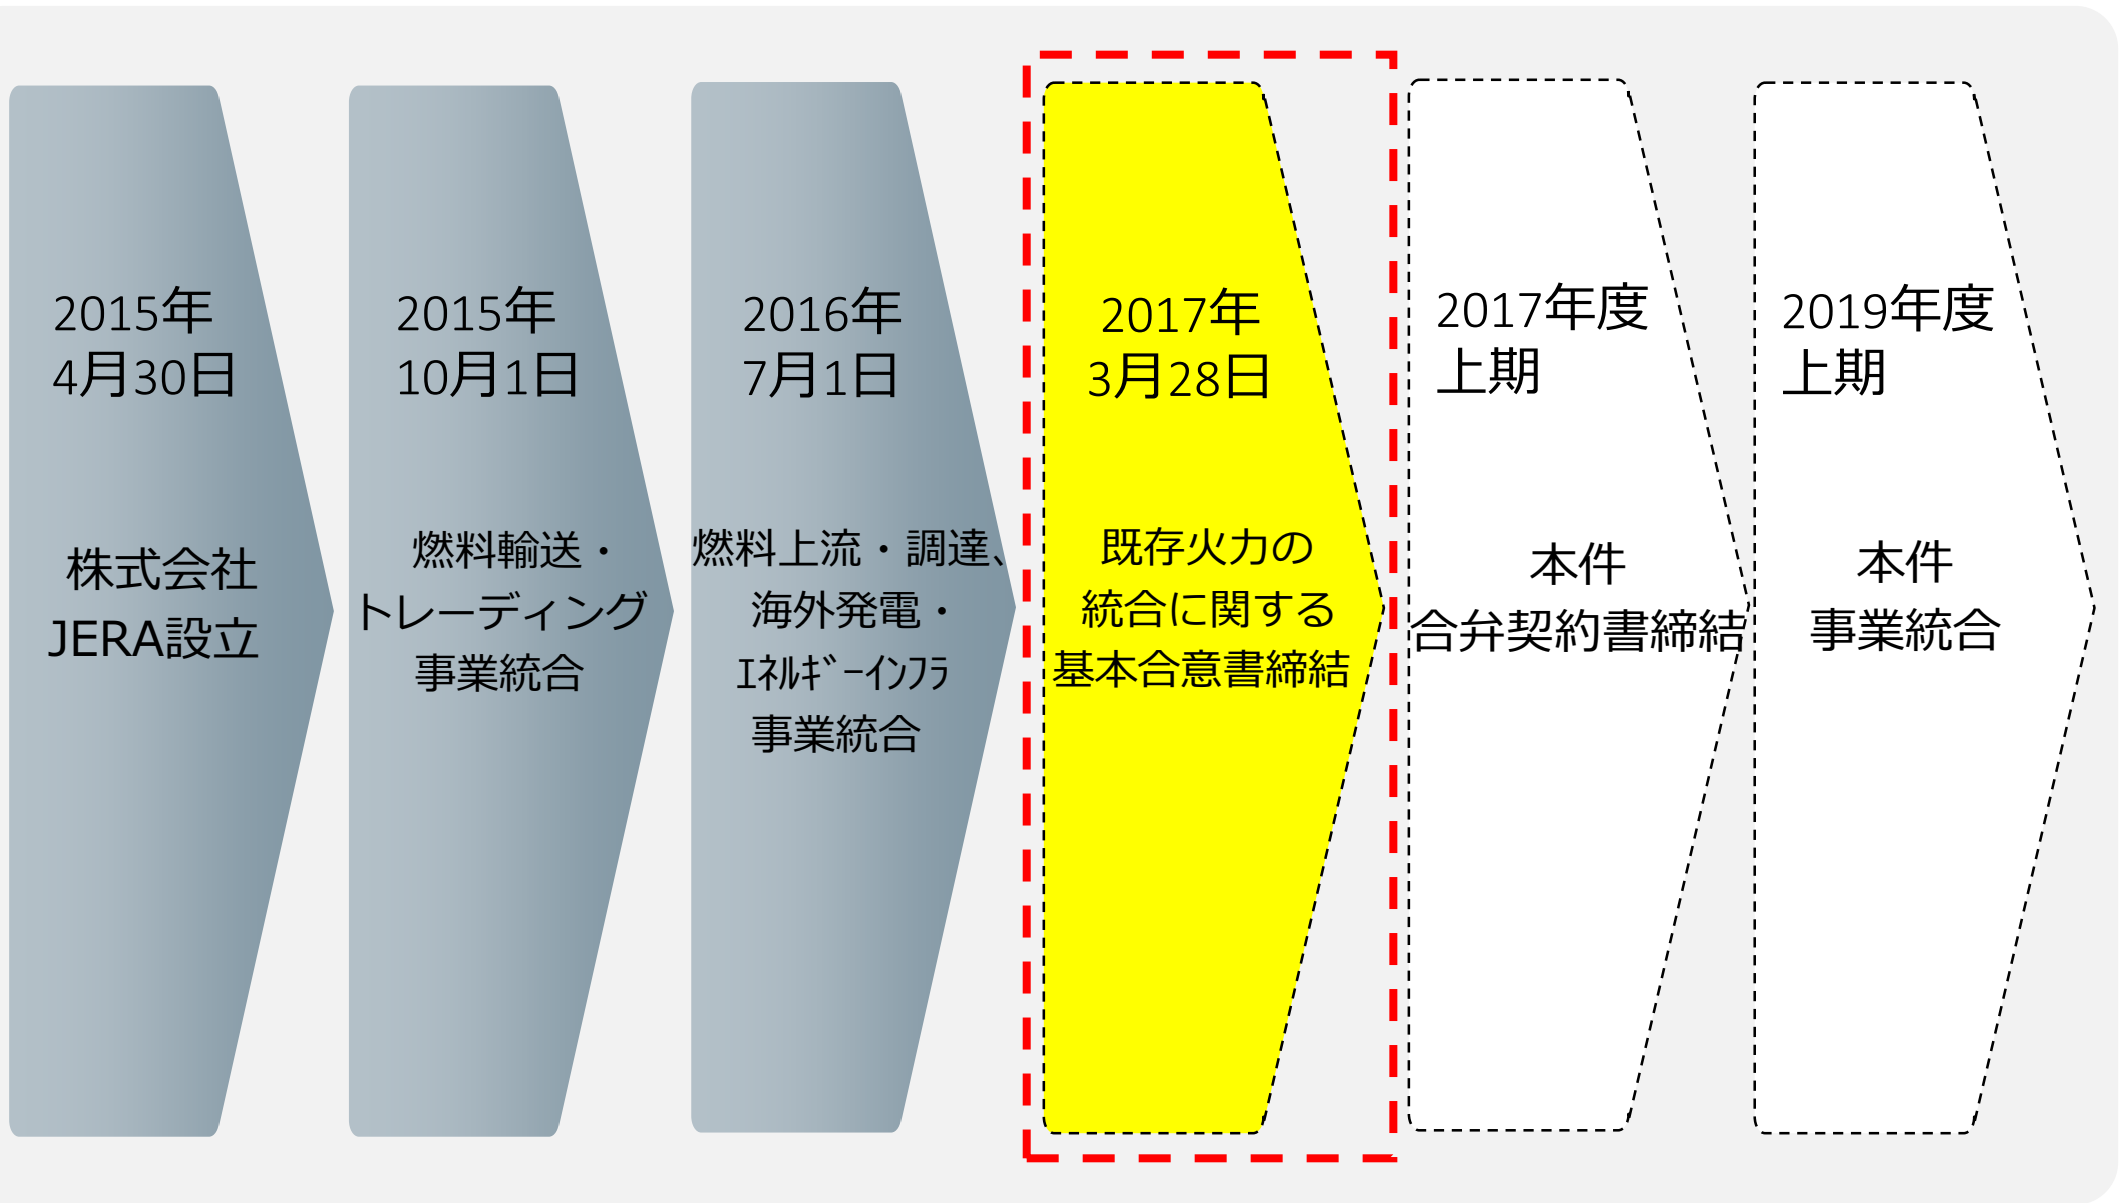 2015年
4月30日
株式会社
JERA設立
2015年
10月1日
燃料輸送・
トレーディング
事業統合
2016年
7月1日
燃料上流・調達、
海外発電・
ｴﾈﾙｷﾞｰｲﾝﾌﾗ
事業統合
2017年
3月28日
既存火力の
統合に関する
基本合意書締結
2017年度
上期
本件
合弁契約書締結
2019年度
上期
本件
事業統合